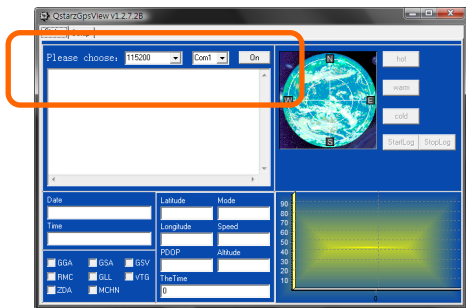 QstarzGpsView v1.2.7.2B
Please choose: 115200 Com1 On
N
W E
S
hot
warm
cold
StartLog StopLog
Date
Time
GGA GSA GSV
RMC GLL VTG
ZDA MCHN
Latitude Mode
Longitude Speed
PDOP Altitude
TheTime
0
90
80
70
60
50
40
30
20
10
0